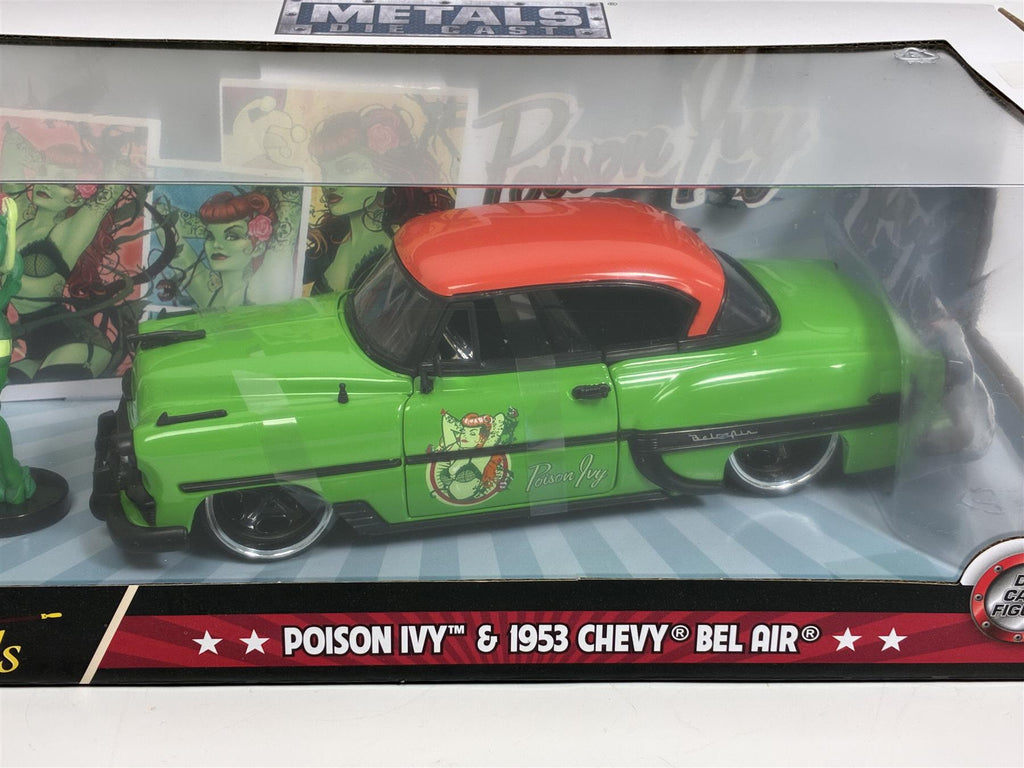 METALS®
DIE CAST
Poison Ivy
Bel Air
Poison Ivy
POISON IVY™ & 1953 CHEVY® BEL AIR®